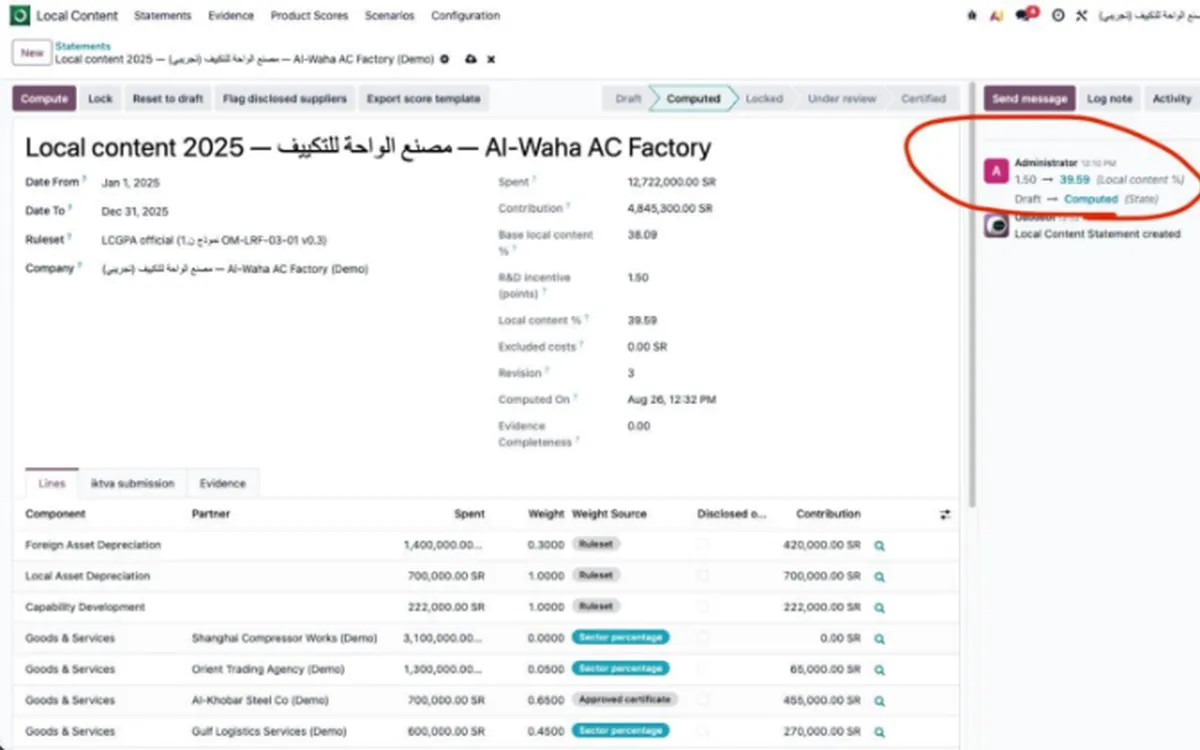 Local Content Statements Evidence Product Scores Scenarios Configuration
New
Statements
Local content 2025 — مصنع الواحة للتكييف (تجريبي) — Al-Waha AC Factory (Demo)
Compute Lock Reset to draft Flag disclosed suppliers Export score template
Draft Computed Locked Under review Certified
Send message Log note Activity
Local content 2025 — مصنع الواحة للتكييف — Al-Waha AC Factory
Date From ? Jan 1, 2025
Date To ? Dec 31, 2025
Ruleset ? LCGPA official (نموذج ن.1 OM-LRF-03-01 v0.3)
Company ? مصنع الواحة للتكييف (تجريبي) — Al-Waha AC Factory (Demo)
Spent ? 12,722,000.00 SR
Contribution ? 4,845,300.00 SR
Base local content % ? 38.09
R&D incentive (points) ? 1.50
Local content % ? 39.59
Excluded costs ? 0.00 SR
Revision ? 3
Computed On ? Aug 26, 12:32 PM
Evidence Completeness ? 0.00
A
Administrator 12:10 PM
1.50 → 39.59 (Local content %)
Draft → Computed (State)
Local Content Statement created
Lines iktva submission Evidence
Component Partner Spent Weight Weight Source Disclosed o... Contribution
Foreign Asset Depreciation 1,400,000.00... 0.3000 Ruleset 420,000.00 SR
Local Asset Depreciation 700,000.00 SR 1.0000 Ruleset 700,000.00 SR
Capability Development 222,000.00 SR 1.0000 Ruleset 222,000.00 SR
Goods & Services Shanghai Compressor Works (Demo) 3,100,000.00... 0.0000 Sector percentage 0.00 SR
Goods & Services Orient Trading Agency (Demo) 1,300,000.00... 0.0500 Sector percentage 65,000.00 SR
Goods & Services Al-Khobar Steel Co (Demo) 700,000.00 SR 0.6500 Approved certificate 455,000.00 SR
Goods & Services Gulf Logistics Services (Demo) 600,000.00 SR 0.4500 Sector percentage 270,000.00 SR